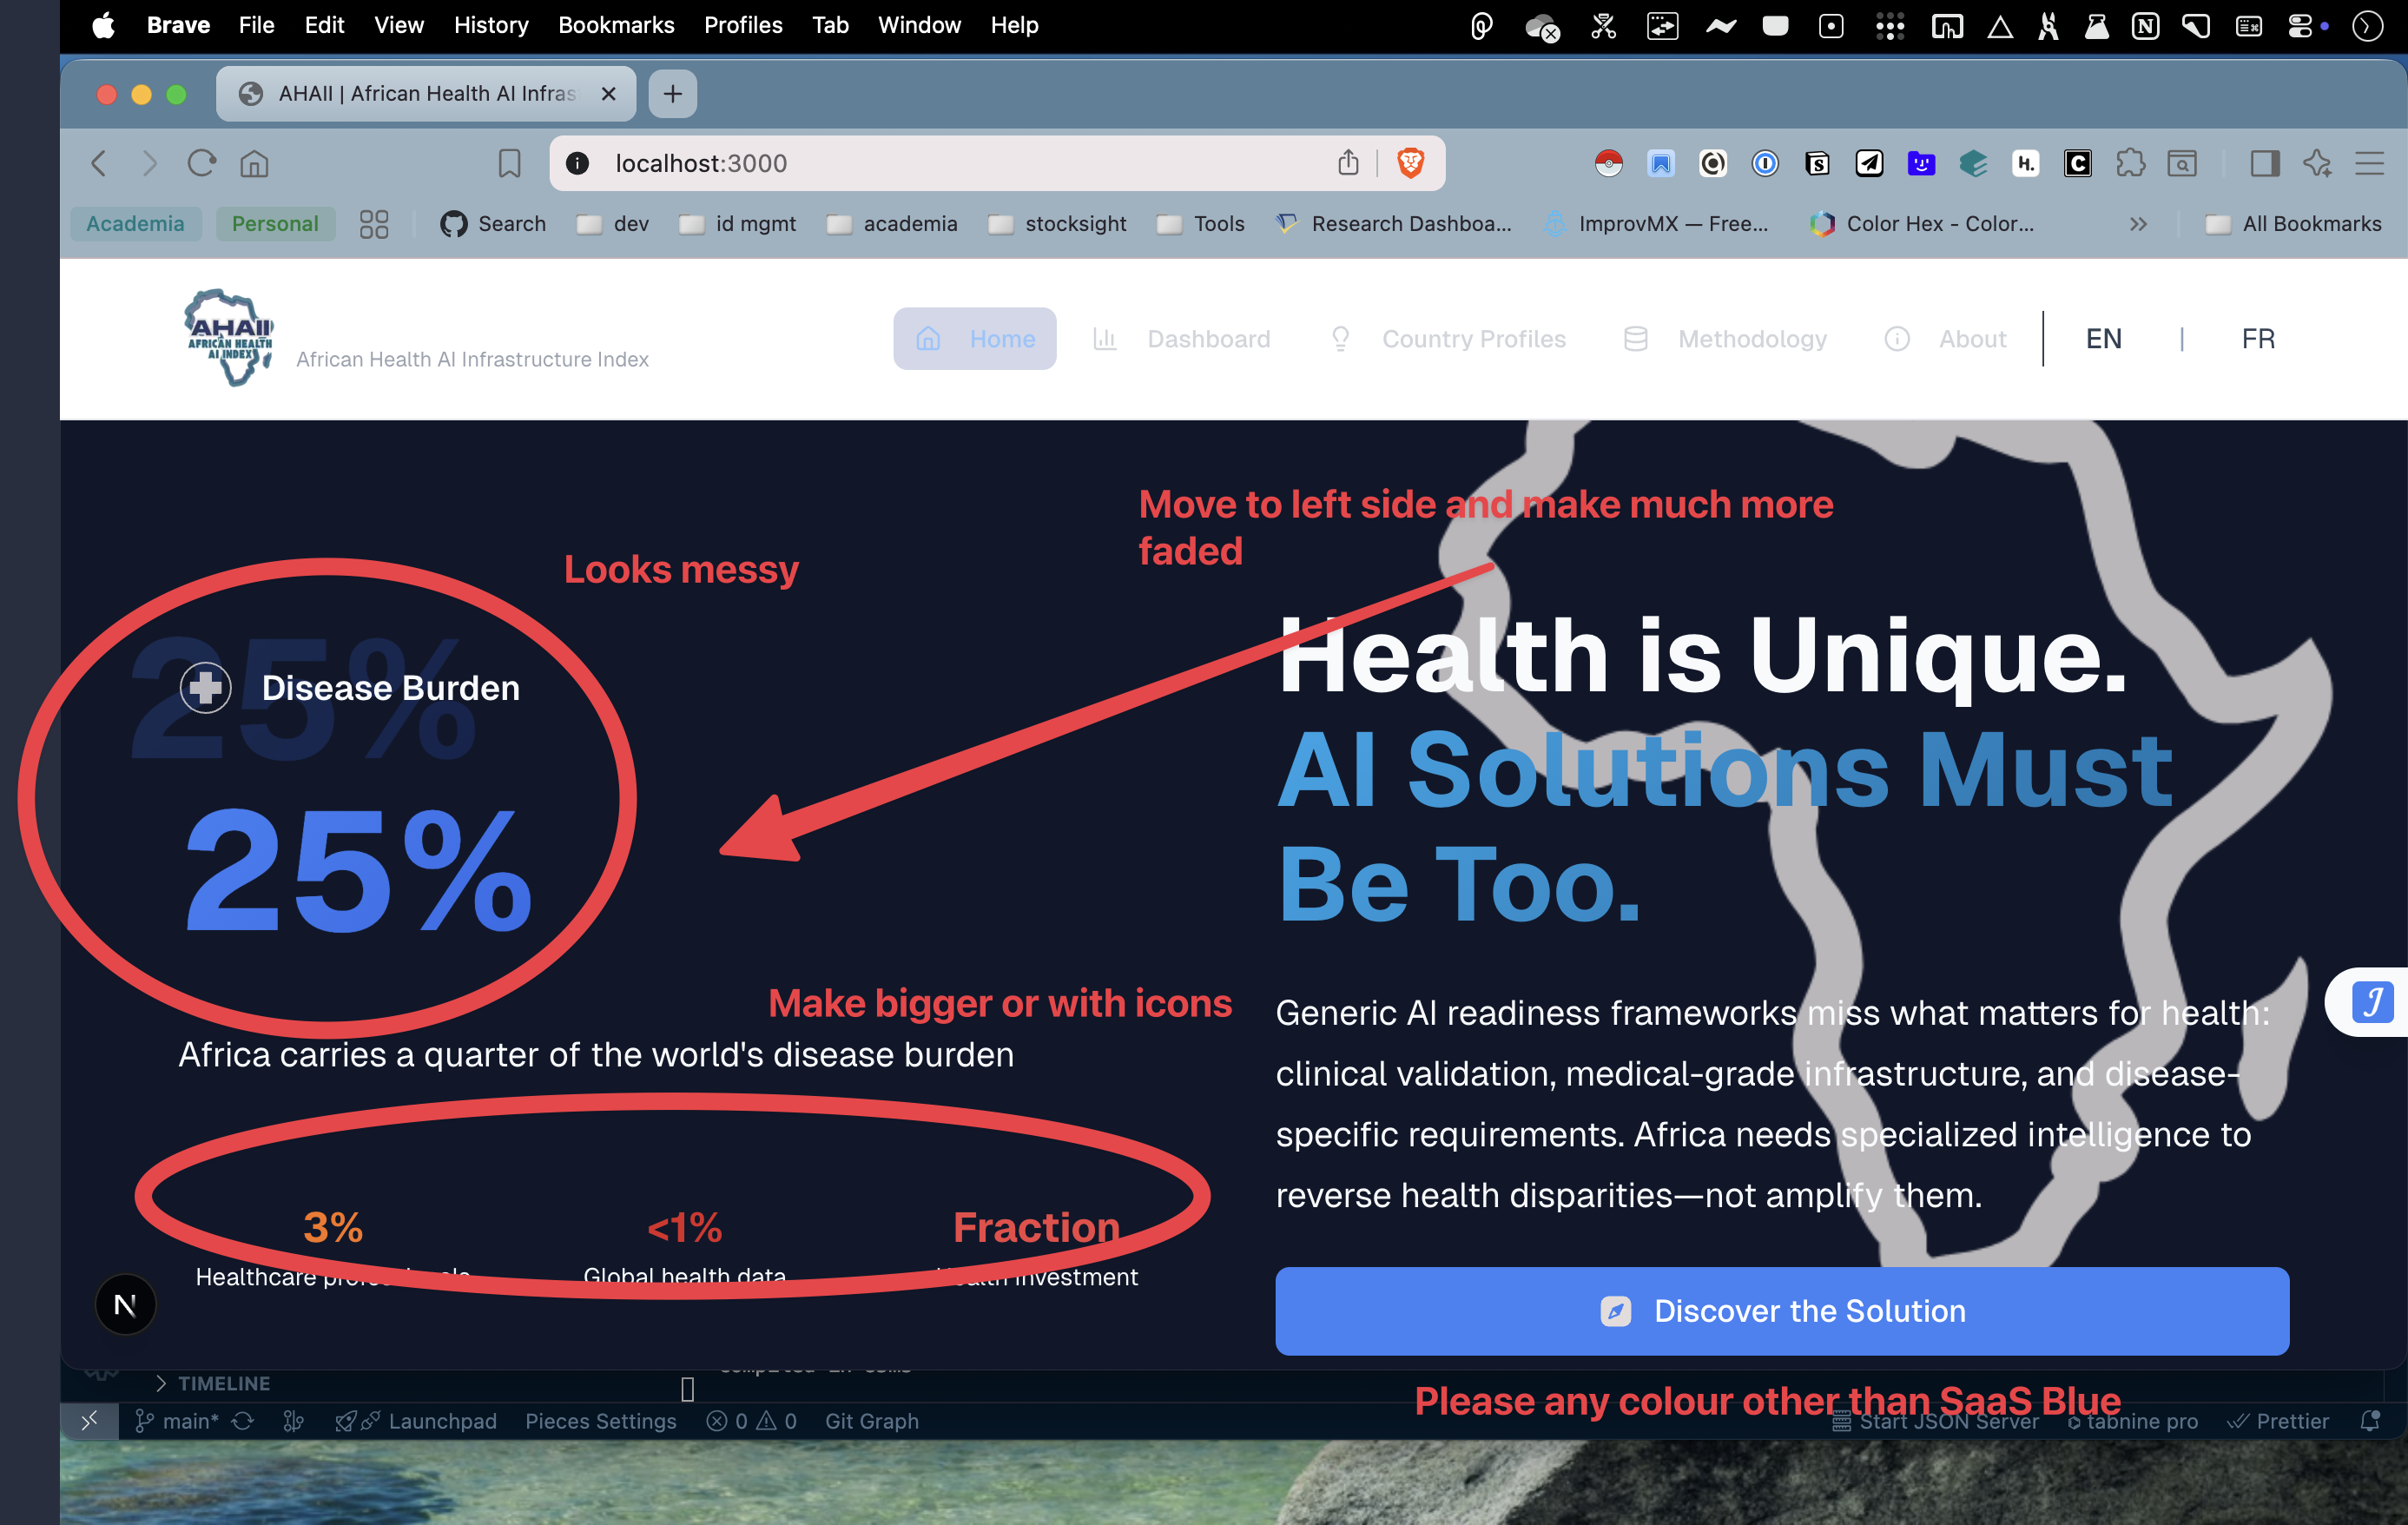 Brave File Edit View History Bookmarks Profiles Tab Window Help
AHAII | African Health AI Infras
localhost:3000
Academia Personal Search dev id mgmt academia stocksight Tools Research Dashboa... ImprovMX — Free... Color Hex - Color... All Bookmarks
AHAII
AFRICAN HEALTH
AI INDEX
African Health AI Infrastructure Index
Home Dashboard Country Profiles Methodology About EN | FR
Move to left side and make much more
faded
Looks messy
25%
Disease Burden
25%
Health is Unique.
AI Solutions Must
Be Too.
Make bigger or with icons
Africa carries a quarter of the world's disease burden
Generic AI readiness frameworks miss what matters for health:
clinical validation, medical-grade infrastructure, and disease-
specific requirements. Africa needs specialized intelligence to
reverse health disparities—not amplify them.
3% <1% Fraction
Healthcare Global health data investment
N
Discover the Solution
TIMELINE
Please any colour other than SaaS Blue
main* Launchpad Pieces Settings 0 0 Git Graph Start JSON Server tabnine pro Prettier